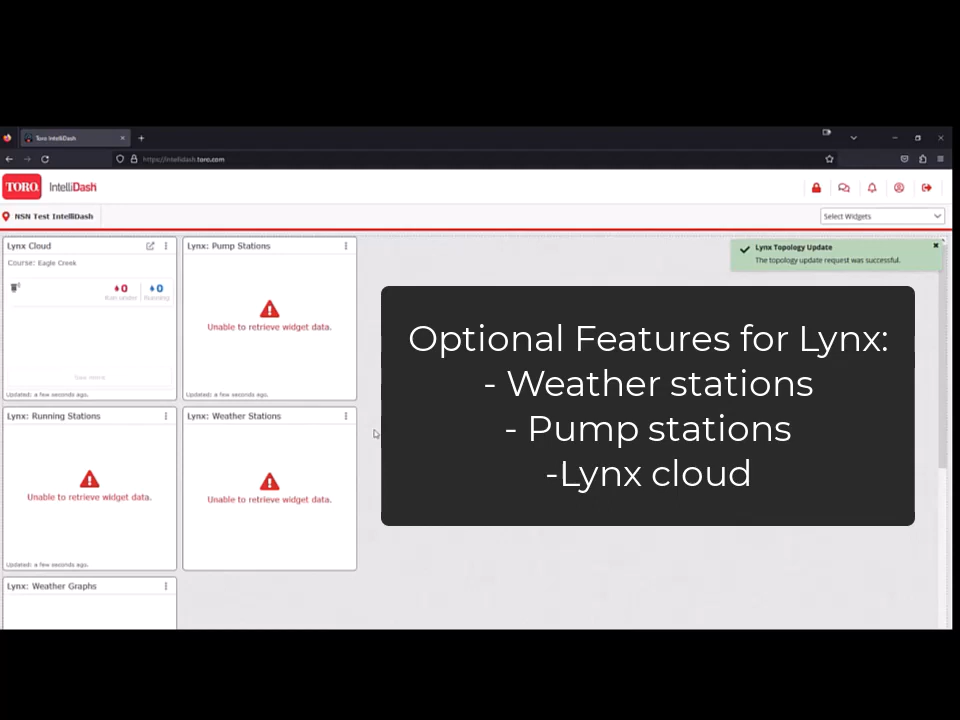 Toro IntelliDash
https://intellidash.toro.com
TORO. IntelliDash
NSN Test IntelliDash
Select Widgets
Lynx Cloud
Course: Eagle Creek
0
0
Ran under
Running
See more
Updated: a few seconds ago.
Lynx: Pump Stations
Unable to retrieve widget data.
Updated: a few seconds ago.
Lynx Topology Update
The topology update request was successful.
Optional Features for Lynx:
- Weather stations
- Pump stations
-Lynx cloud
Lynx: Running Stations
Unable to retrieve widget data.
Updated: a few seconds ago.
Lynx: Weather Stations
Unable to retrieve widget data.
Lynx: Weather Graphs